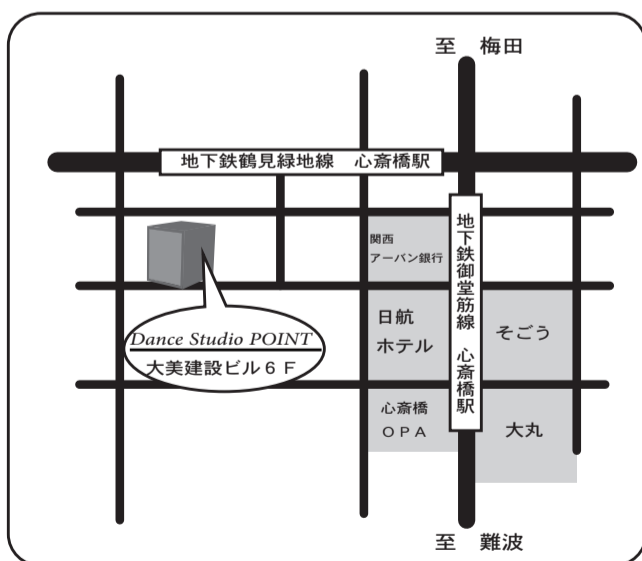 至　梅田
地下鉄鶴見緑地線　心斎橋駅
関西
アーバン銀行
地下鉄御堂筋線　心斎橋駅
日航
ホテル
そごう
Dance Studio POINT
大美建設ビル６Ｆ
心斎橋
ＯＰＡ
大丸
至　難波